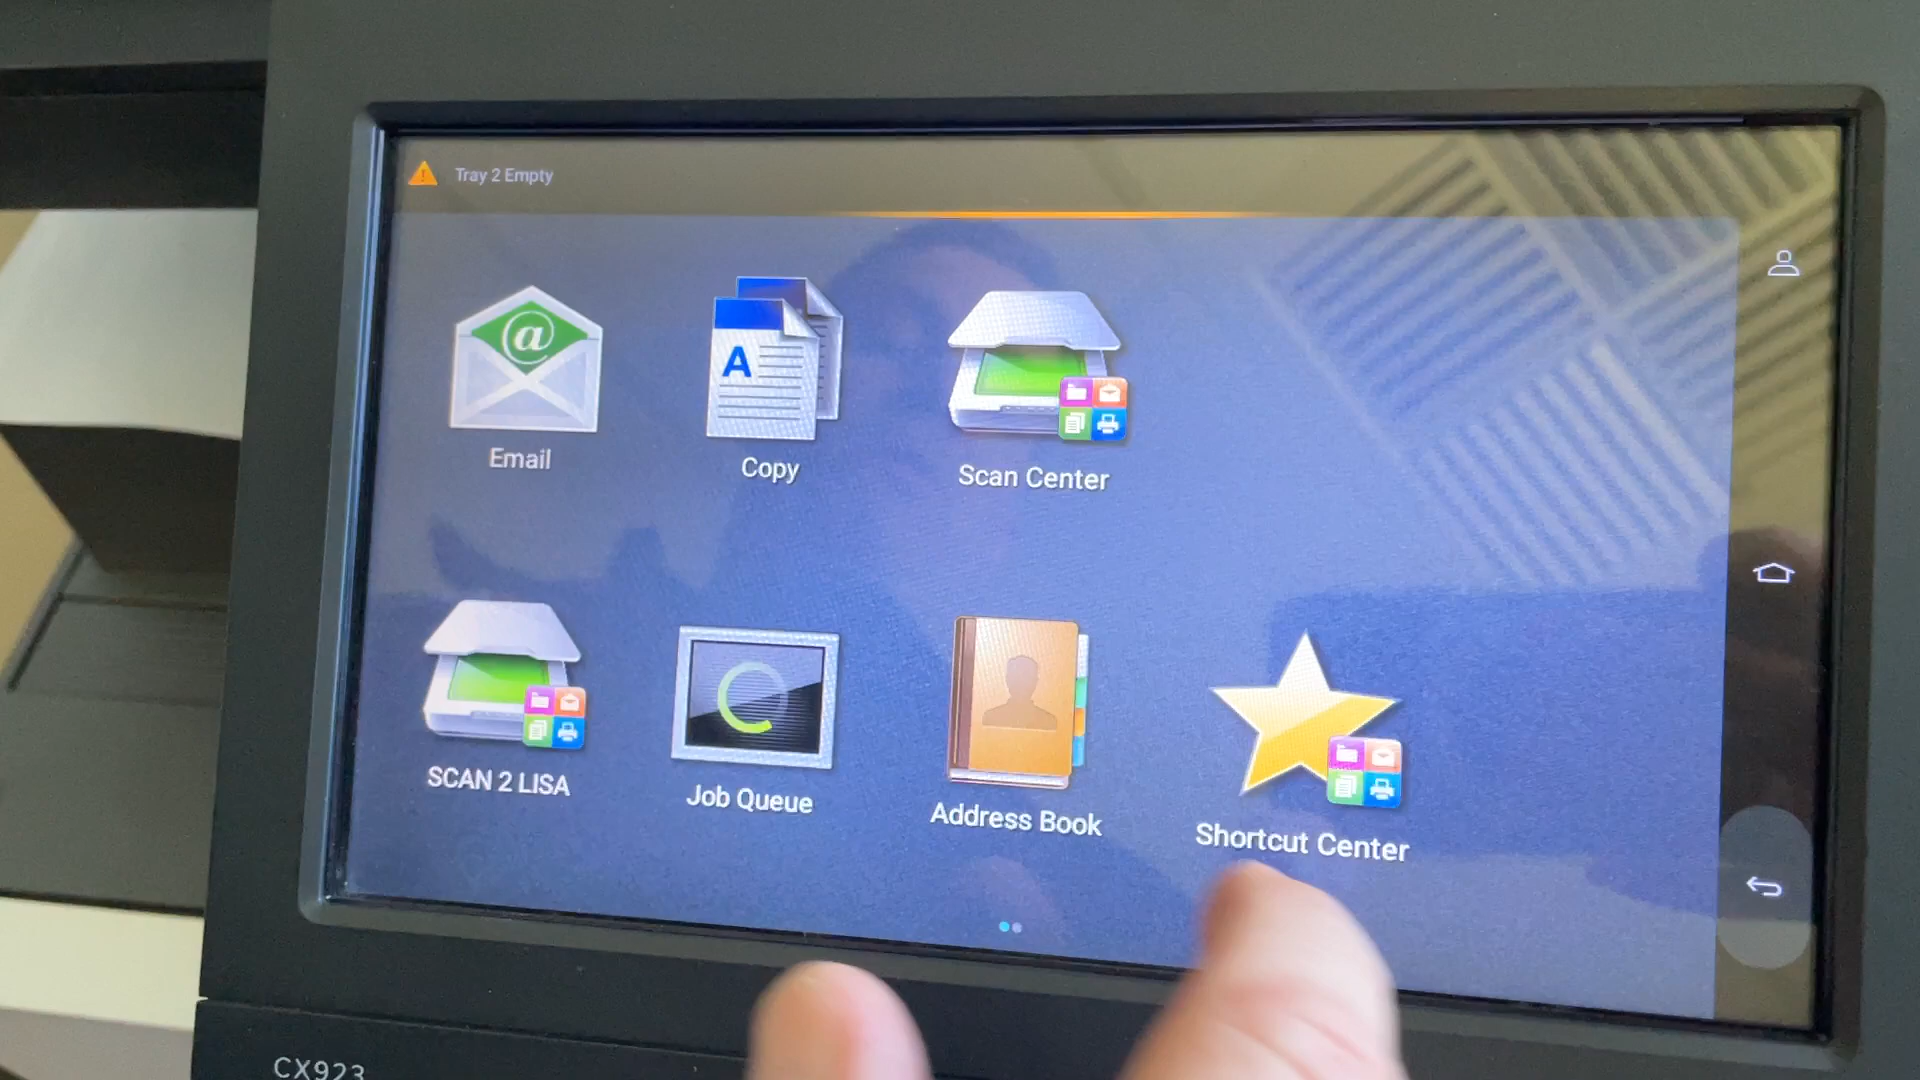 Tray 2 Empty
@
A
Email
Copy
Scan Center
SCAN 2 LISA
Job Queue
Address Book
Shortcut Center
CX923